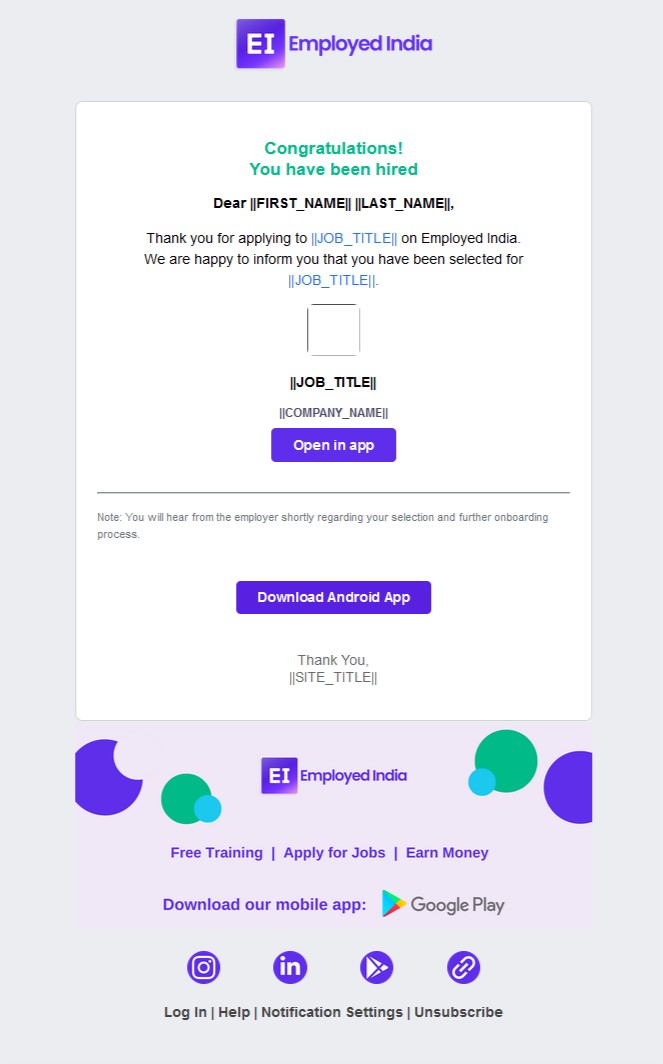 EI Employed India
Congratulations!
You have been hired
Dear ||FIRST_NAME|| ||LAST_NAME||,
Thank you for applying to ||JOB_TITLE|| on Employed India.
We are happy to inform you that you have been selected for
||JOB_TITLE||.
||JOB_TITLE||
||COMPANY_NAME||
Open in app
Note: You will hear from the employer shortly regarding your selection and further onboarding
process.
Download Android App
Thank You,
||SITE_TITLE||
EI Employed India
Free Training | Apply for Jobs | Earn Money
Download our mobile app: Google Play
in
Log In | Help | Notification Settings | Unsubscribe